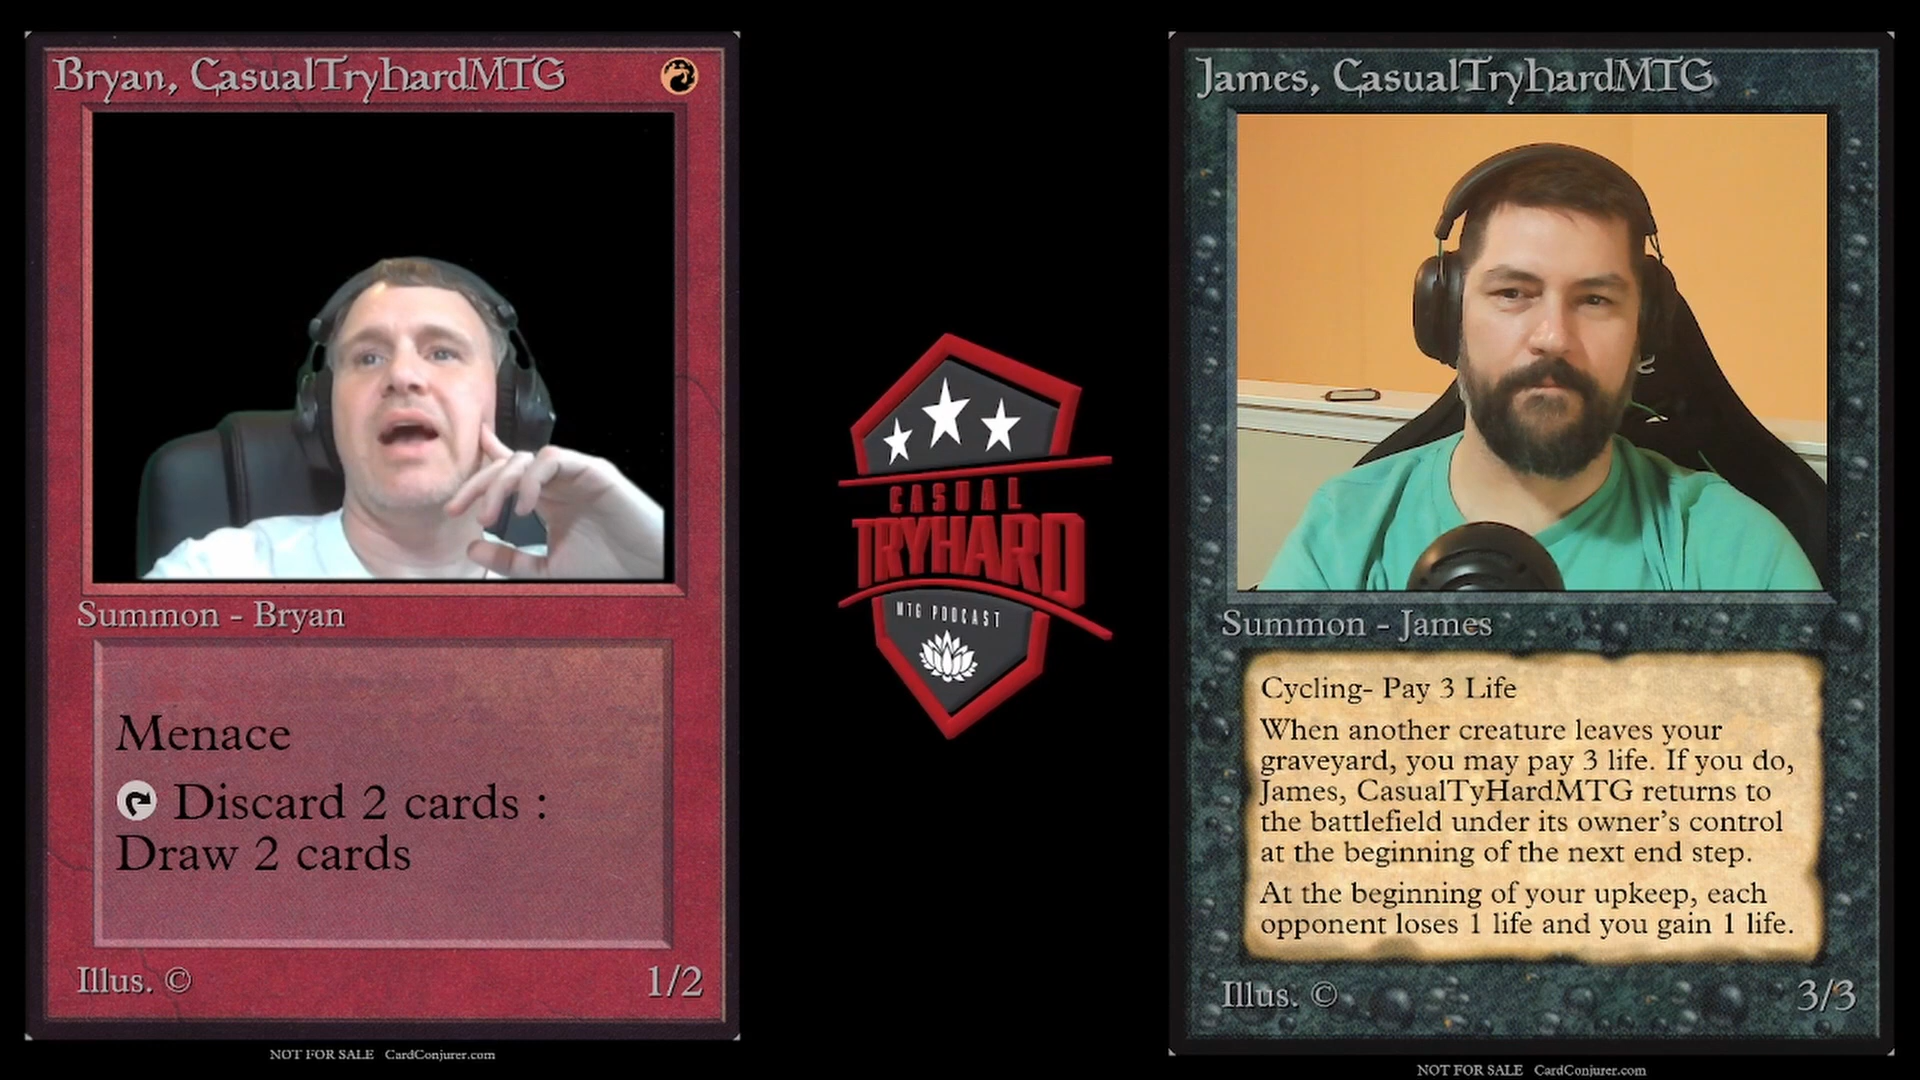 Bryan, CasualTryhardMTG
Summon - Bryan
Menace
Discard 2 cards :
Draw 2 cards
Illus. ©
1/2
NOT FOR SALE CardConjurer.com
CASUAL
TRYHARD
MTG PODCAST
James, CasualTryhardMTG
Summon - James
Cycling- Pay 3 Life
When another creature leaves your
graveyard, you may pay 3 life. If you do,
James, CasualTyHardMTG returns to
the battlefield under its owner's control
at the beginning of the next end step.
At the beginning of your upkeep, each
opponent loses 1 life and you gain 1 life.
Illus. ©
3/3
NOT FOR SALE CardConjurer.com